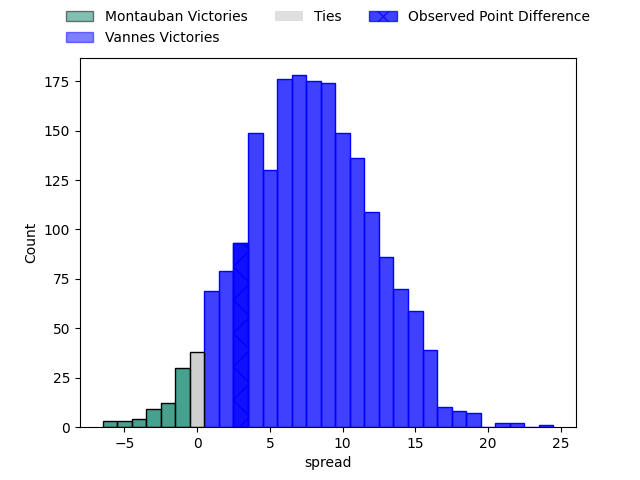 Montauban Victories
Ties
Observed Point Difference
Vannes Victories
175
150
125
100
75
50
25
0
Count
−5
0
5
10
15
20
25
spread